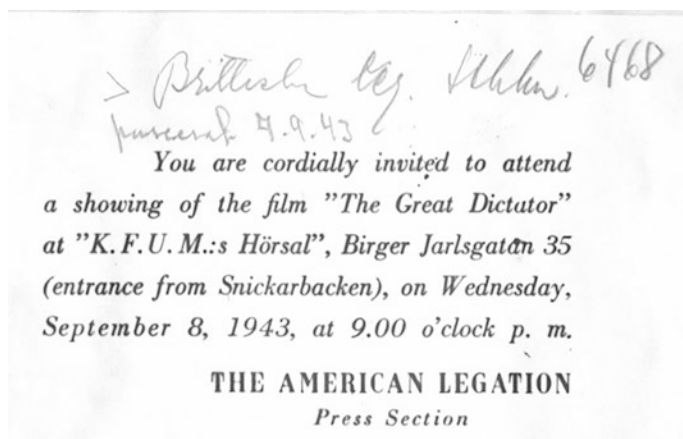 6468
7.9.43
You are cordially invited to attend
a showing of the film "The Great Dictator"
at "K. F. U. M.:s Hörsal", Birger Jarlsgatan 35
(entrance from Snickarbacken), on Wednesday,
September 8, 1943, at 9.00 o'clock p. m.
THE AMERICAN LEGATION
Press Section